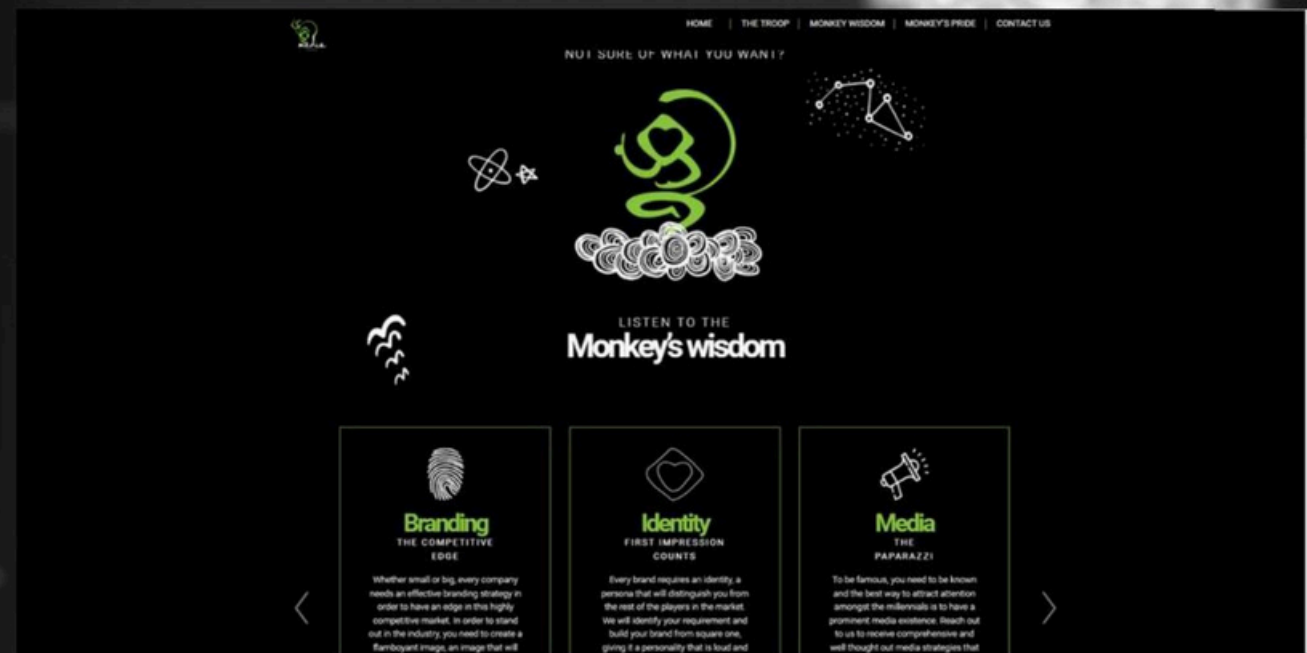 HOME | THE TROOP | MONKEY WISDOM | MONKEY'S PRIDE | CONTACT US
NOT SURE OF WHAT YOU WANT?
LISTEN TO THE
Monkey's wisdom
Branding
THE COMPETITIVE
EDGE
Whether small or big, every company
needs an effective branding strategy in
order to have an edge in this highly
competitive market. In order to stand
out in the industry, you need to create a
flamboyant image, an image that will
Identity
FIRST IMPRESSION
COUNTS
Every brand requires an identity, a
persona that will distinguish you from
the rest of the players in the market.
We will identify your requirement and
build your brand from square one,
giving it a personality that is loud and
Media
THE
PAPARAZZI
To be famous, you need to be known
and the best way to attract attention
amongst the millennials is to have a
prominent media existence. Reach out
to us to receive comprehensive and
well thought out media strategies that